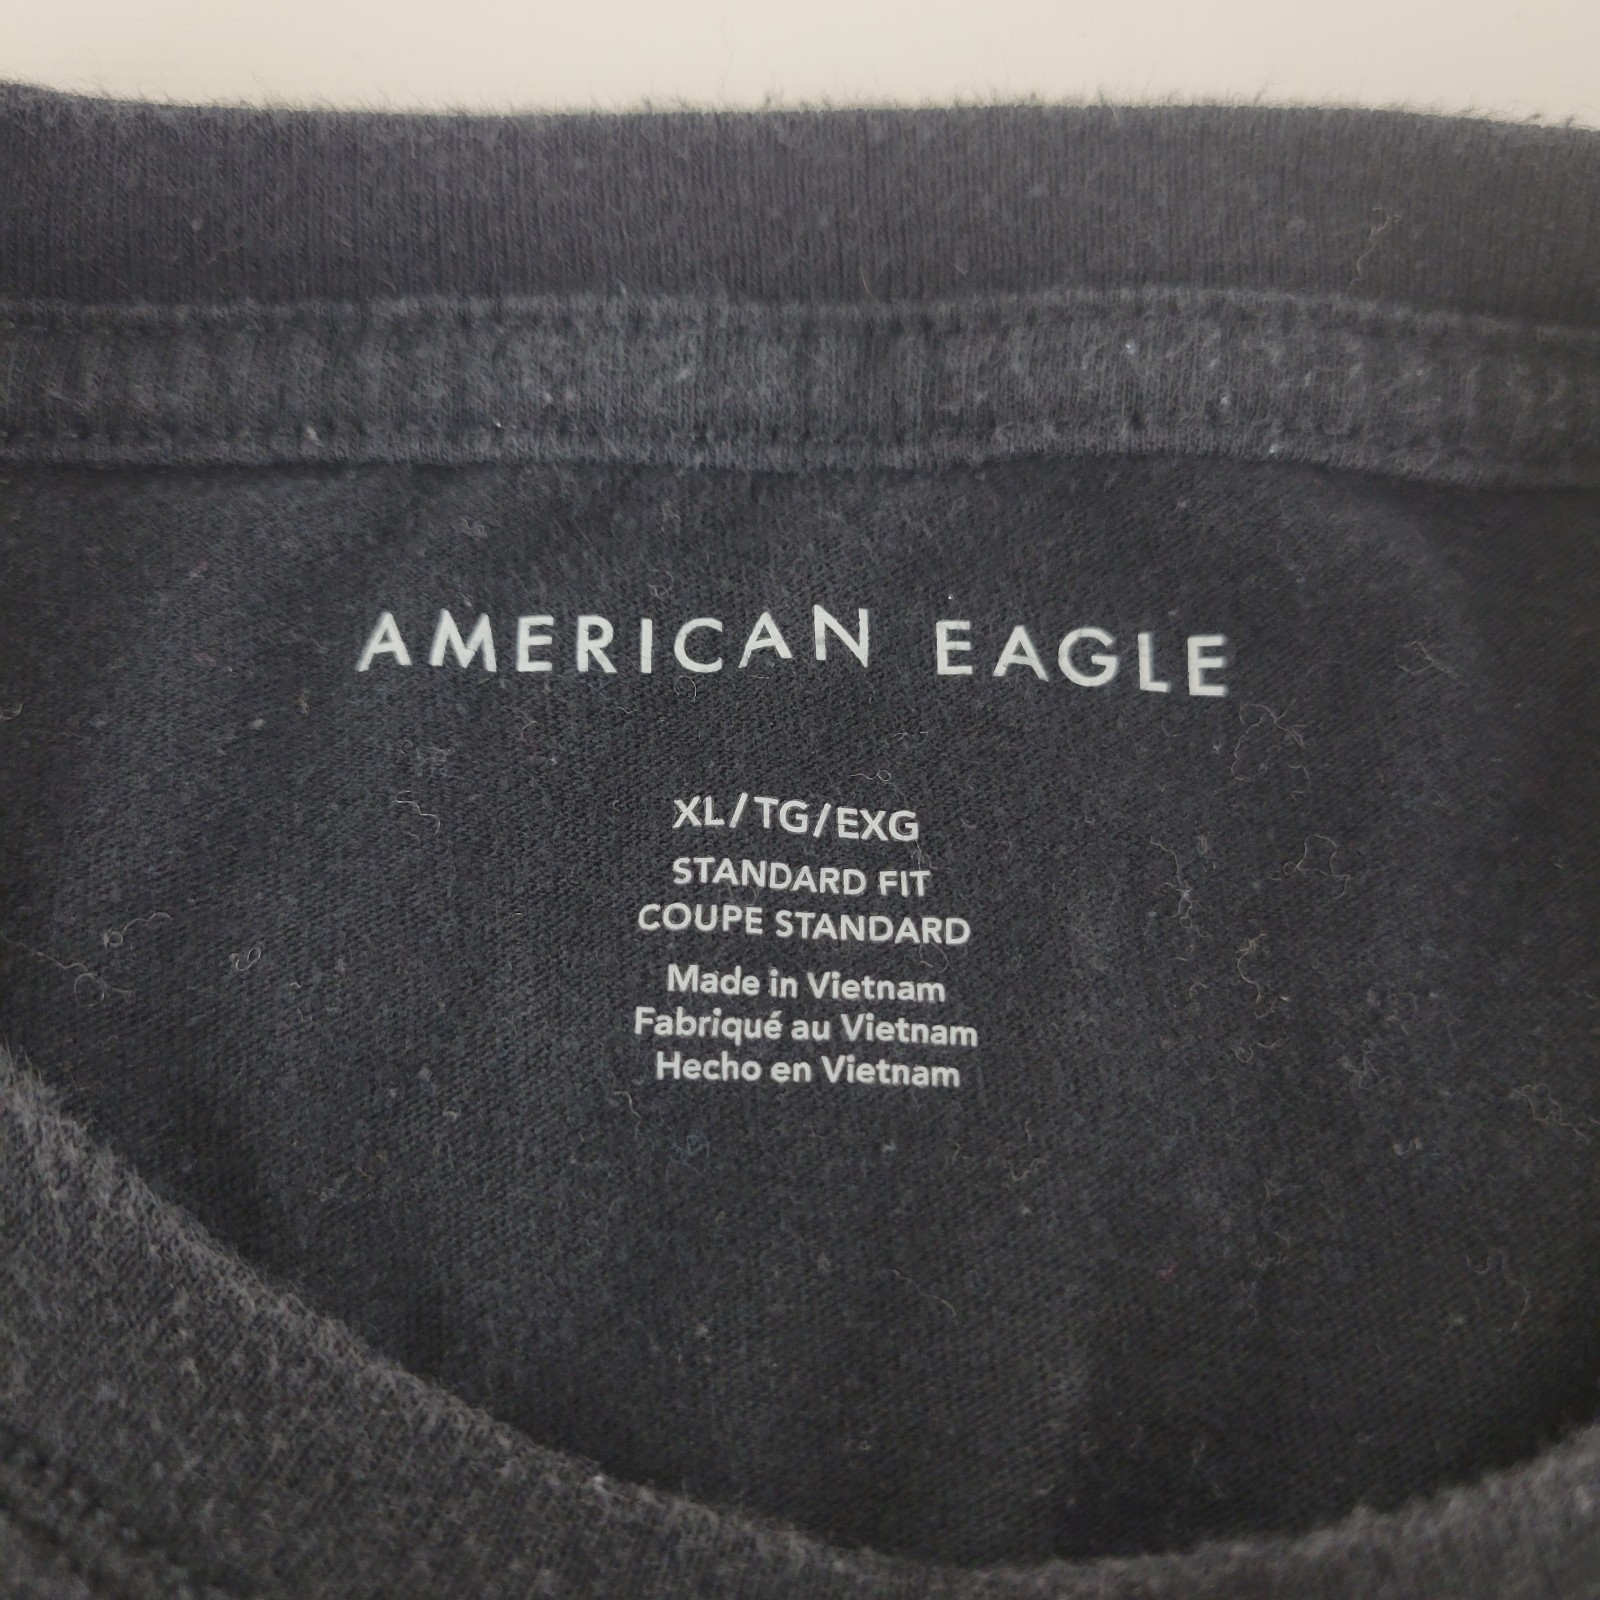 AMERICAN EAGLE
XL/TG/EXG
STANDARD FIT
COUPE STANDARD
Made in Vietnam
Fabriqué au Vietnam
Hecho en Vietnam